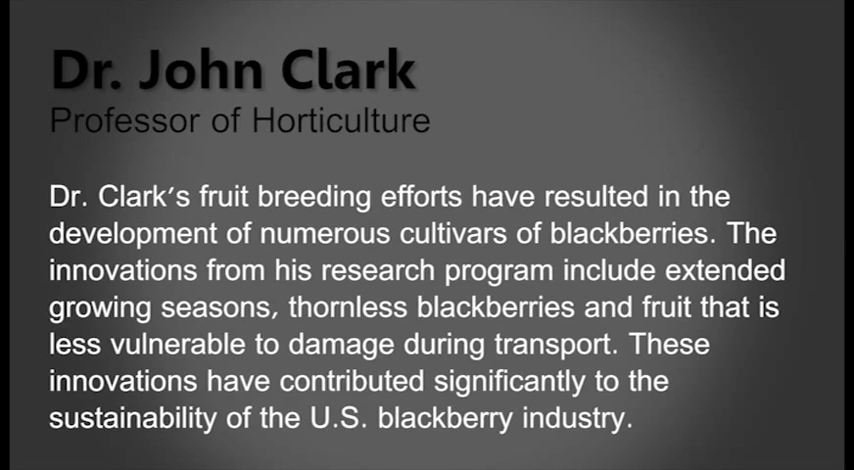 Dr. John Clark
Professor of Horticulture
Dr. Clark's fruit breeding efforts have resulted in the
development of numerous cultivars of blackberries. The
innovations from his research program include extended
growing seasons, thornless blackberries and fruit that is
less vulnerable to damage during transport. These
innovations have contributed significantly to the
sustainability of the U.S. blackberry industry.